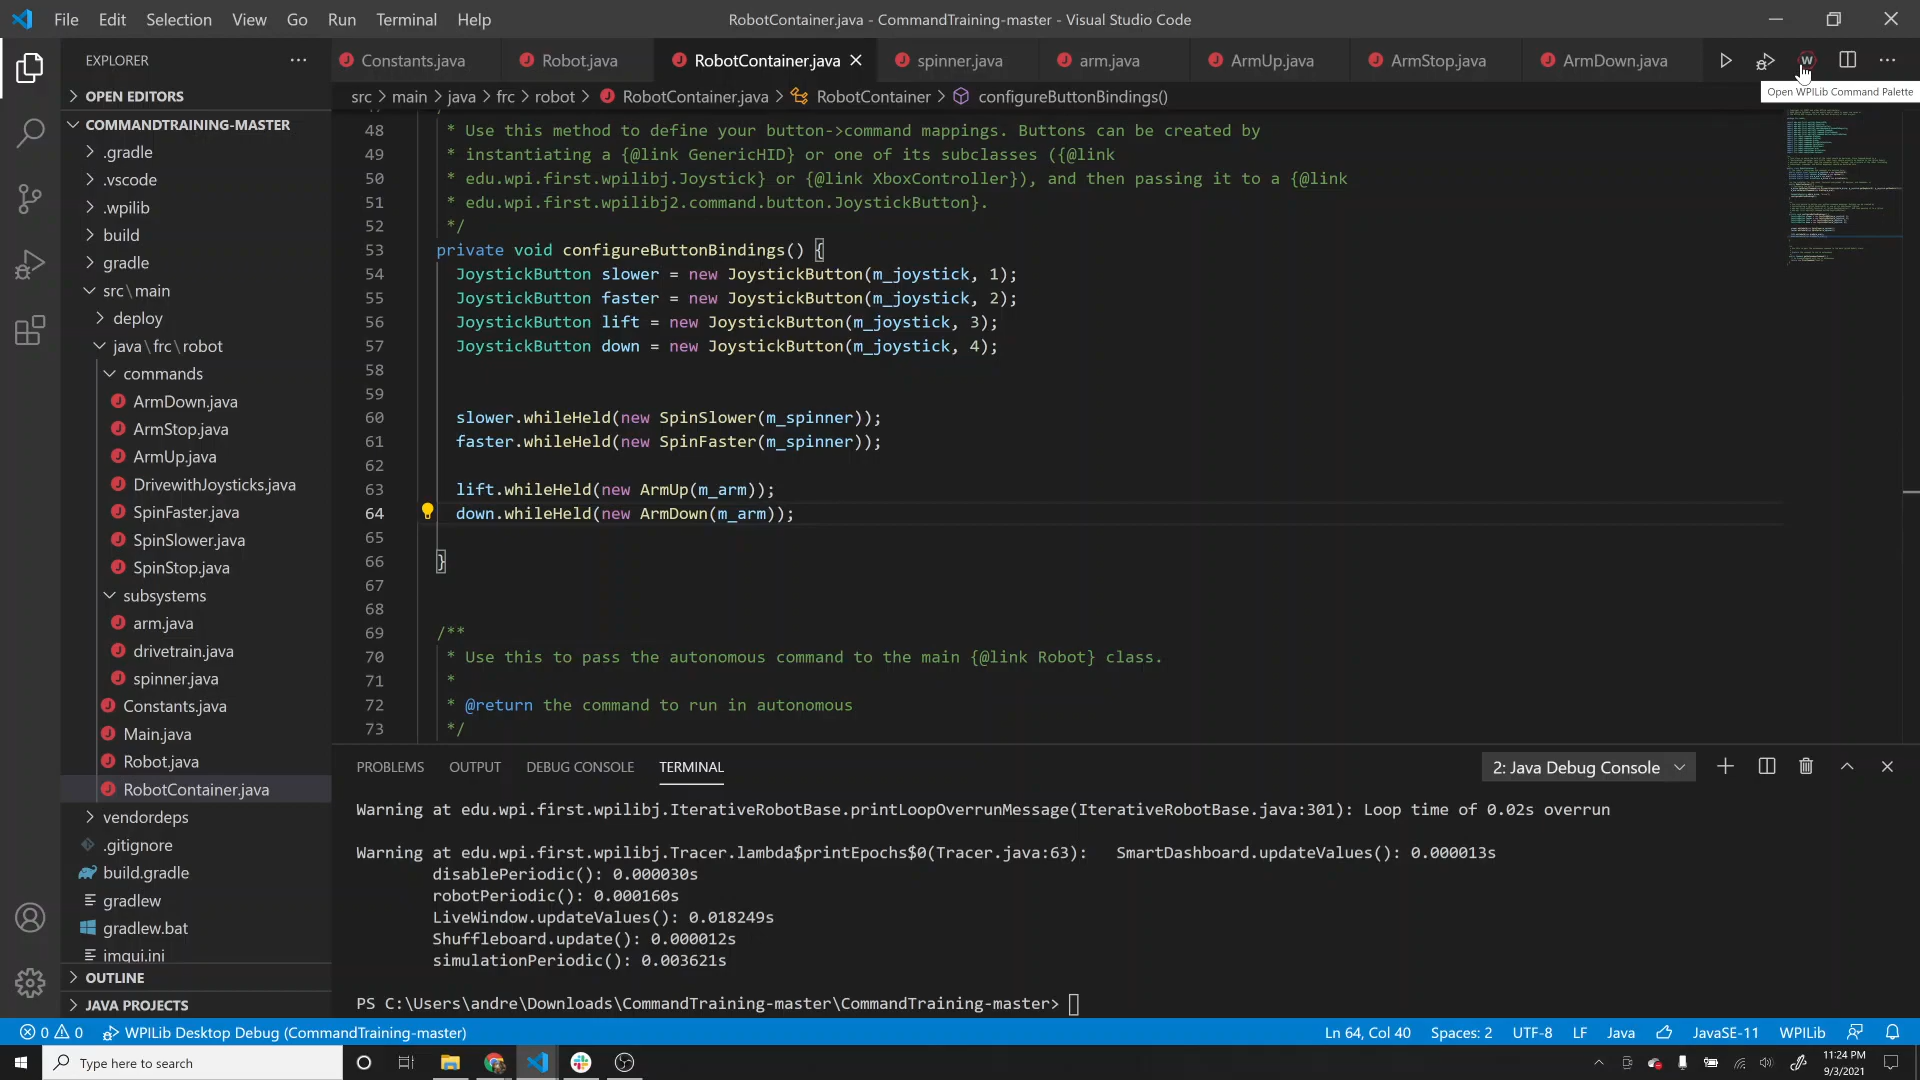 File Edit Selection View Go Run Terminal Help
RobotContainer.java - CommandTraining-master - Visual Studio Code
EXPLORER
Constants.java Robot.java RobotContainer.java spinner.java arm.java ArmUp.java ArmStop.java ArmDown.java
Open WPILib Command Palette
OPEN EDITORS
COMMANDTRAINING-MASTER
.gradle
.vscode
.wpilib
build
gradle
src\main
deploy
java\frc\robot
commands
ArmDown.java
ArmStop.java
ArmUp.java
DrivewithJoysticks.java
SpinFaster.java
SpinSlower.java
SpinStop.java
subsystems
arm.java
drivetrain.java
spinner.java
Constants.java
Main.java
Robot.java
RobotContainer.java
vendordeps
.gitignore
build.gradle
gradlew
gradlew.bat
imgui.ini
OUTLINE
JAVA PROJECTS
src > main > java > frc > robot > RobotContainer.java > RobotContainer > configureButtonBindings()
48 * Use this method to define your button->command mappings. Buttons can be created by
49 * instantiating a {@link GenericHID} or one of its subclasses ({@link
50 * edu.wpi.first.wpilibj.Joystick} or {@link XboxController}), and then passing it to a {@link
51 * edu.wpi.first.wpilibj2.command.button.JoystickButton}.
52 */
53 private void configureButtonBindings() {
54 JoystickButton slower = new JoystickButton(m_joystick, 1);
55 JoystickButton faster = new JoystickButton(m_joystick, 2);
56 JoystickButton lift = new JoystickButton(m_joystick, 3);
57 JoystickButton down = new JoystickButton(m_joystick, 4);
58
59
60 slower.whileHeld(new SpinSlower(m_spinner));
61 faster.whileHeld(new SpinFaster(m_spinner));
62
63 lift.whileHeld(new ArmUp(m_arm));
64 down.whileHeld(new ArmDown(m_arm));
65
66 }
67
68
69 /**
70 * Use this to pass the autonomous command to the main {@link Robot} class.
71 *
72 * @return the command to run in autonomous
73 */
PROBLEMS OUTPUT DEBUG CONSOLE TERMINAL
2: Java Debug Console
Warning at edu.wpi.first.wpilibj.IterativeRobotBase.printLoopOverrunMessage(IterativeRobotBase.java:301): Loop time of 0.02s overrun
Warning at edu.wpi.first.wpilibj.Tracer.lambda$printEpochs$0(Tracer.java:63): SmartDashboard.updateValues(): 0.000013s
disablePeriodic(): 0.000030s
robotPeriodic(): 0.000160s
LiveWindow.updateValues(): 0.018249s
Shuffleboard.update(): 0.000012s
simulationPeriodic(): 0.003621s
PS C:\Users\andre\Downloads\CommandTraining-master\CommandTraining-master>
0 0 WPILib Desktop Debug (CommandTraining-master)
Ln 64, Col 40 Spaces: 2 UTF-8 LF Java JavaSE-11 WPILib
Type here to search
11:24 PM
9/3/2021